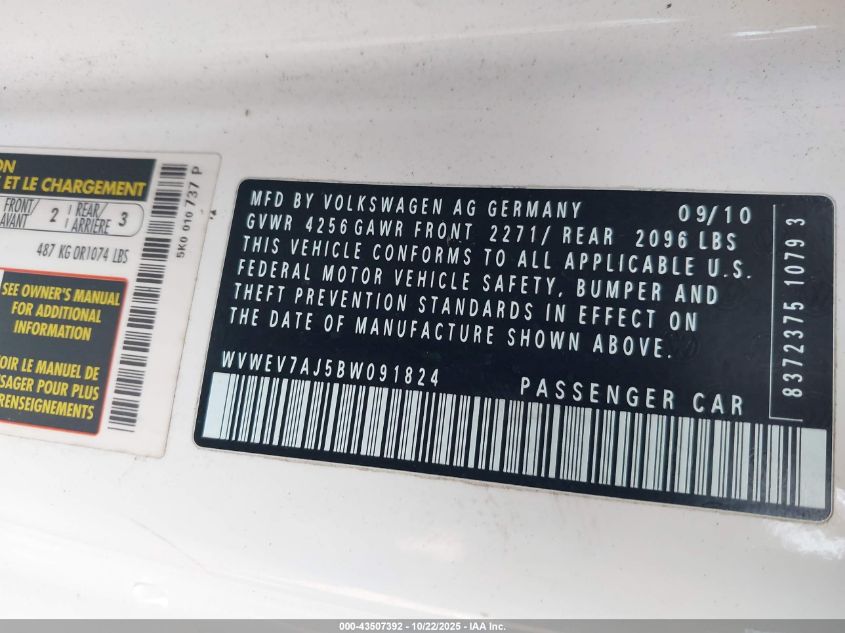 ON
ET LE CHARGEMENT
FRONT/ AVANT 2 REAR/ ARRIÈRE 3
487 KG OR 1074 LBS
5K0 010 737 P
SEE OWNER'S MANUAL
FOR ADDITIONAL
INFORMATION
OIR LE MANUEL DE
SAGER POUR PLUS
RENSEIGNEMENTS
MFD BY VOLKSWAGEN AG GERMANY 09/10
GVWR 4256 GAWR FRONT 2271/ REAR 2096 LBS
THIS VEHICLE CONFORMS TO ALL APPLICABLE U.S.
FEDERAL MOTOR VEHICLE SAFETY, BUMPER AND
THEFT PREVENTION STANDARDS IN EFFECT ON
THE DATE OF MANUFACTURE SHOWN ABOVE.
WVWEV7AJ5BW091824 PASSENGER CAR
8372375 1079 3
000-43507392 - 10/22/2025 - IAA Inc.